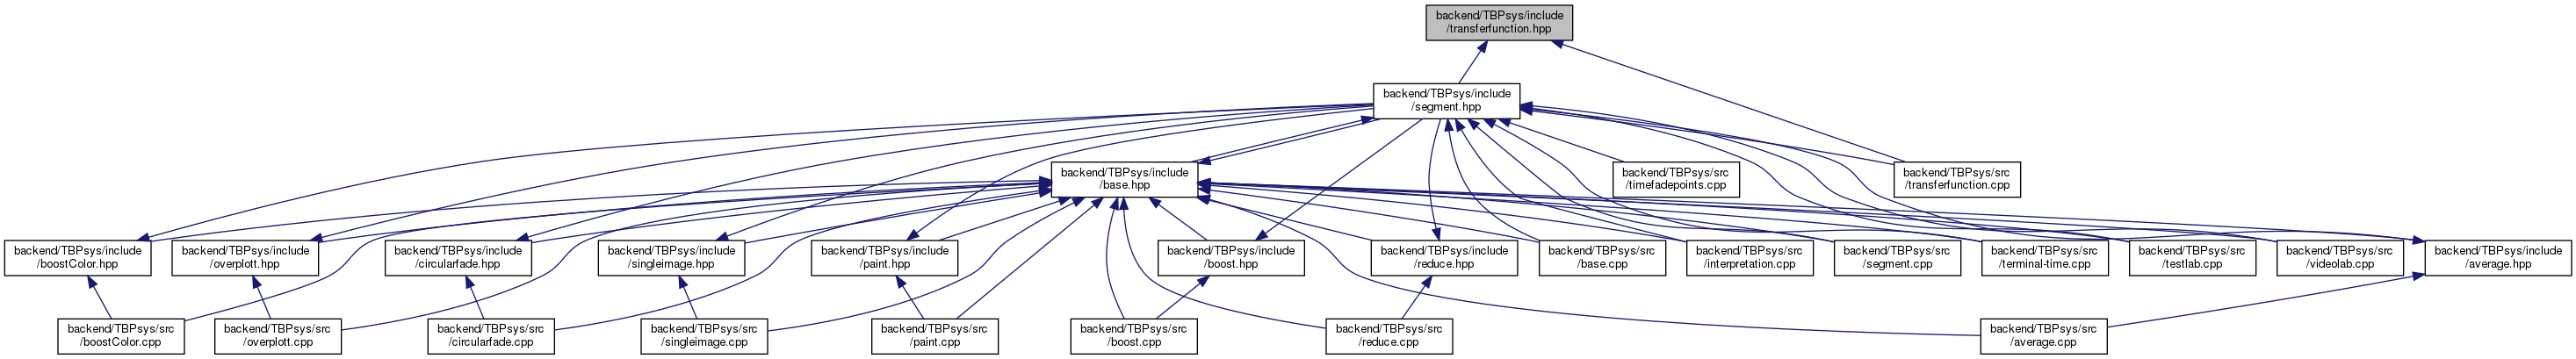 backend/TBPsys/include
/transferfunction.hpp
backend/TBPsys/include
/segment.hpp
backend/TBPsys/include
/base.hpp
backend/TBPsys/src
/timefadepoints.cpp
backend/TBPsys/src
/transferfunction.cpp
backend/TBPsys/include
/boostColor.hpp
backend/TBPsys/include
/overplott.hpp
backend/TBPsys/include
/circularfade.hpp
backend/TBPsys/include
/singleimage.hpp
backend/TBPsys/include
/paint.hpp
backend/TBPsys/include
/boost.hpp
backend/TBPsys/include
/reduce.hpp
backend/TBPsys/src
/base.cpp
backend/TBPsys/src
/interpretation.cpp
backend/TBPsys/src
/segment.cpp
backend/TBPsys/src
/terminal-time.cpp
backend/TBPsys/src
/testlab.cpp
backend/TBPsys/src
/videolab.cpp
backend/TBPsys/include
/average.hpp
backend/TBPsys/src
/boostColor.cpp
backend/TBPsys/src
/overplott.cpp
backend/TBPsys/src
/circularfade.cpp
backend/TBPsys/src
/singleimage.cpp
backend/TBPsys/src
/paint.cpp
backend/TBPsys/src
/boost.cpp
backend/TBPsys/src
/reduce.cpp
backend/TBPsys/src
/average.cpp